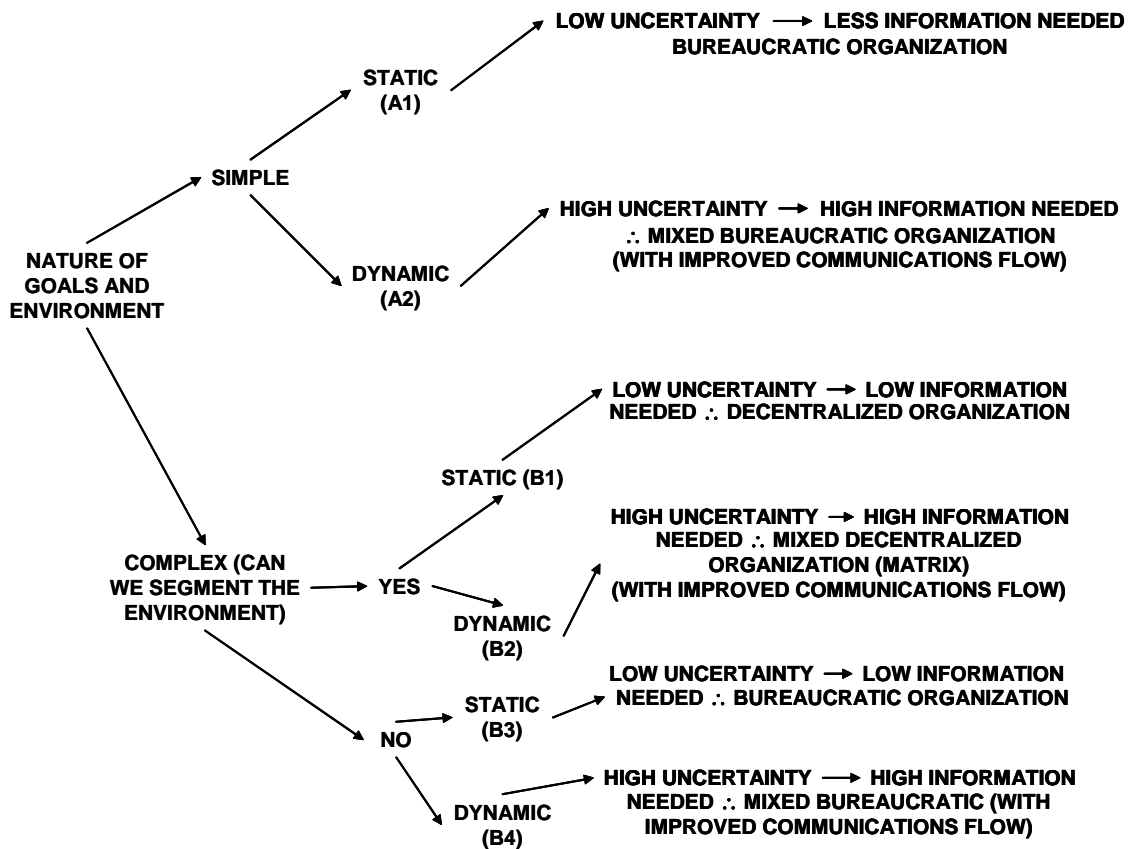 LOW UNCERTAINTY → LESS INFORMATION NEEDED
BUREAUCRATIC ORGANIZATION
STATIC
(A1)
SIMPLE
HIGH UNCERTAINTY → HIGH INFORMATION NEEDED
∴ MIXED BUREAUCRATIC ORGANIZATION
(WITH IMPROVED COMMUNICATIONS FLOW)
DYNAMIC
(A2)
NATURE OF
GOALS AND
ENVIRONMENT
LOW UNCERTAINTY → LOW INFORMATION
NEEDED ∴ DECENTRALIZED ORGANIZATION
STATIC (B1)
HIGH UNCERTAINTY → HIGH INFORMATION
NEEDED ∴ MIXED DECENTRALIZED
ORGANIZATION (MATRIX)
(WITH IMPROVED COMMUNICATIONS FLOW)
COMPLEX (CAN
WE SEGMENT THE
ENVIRONMENT)
YES
DYNAMIC
(B2)
LOW UNCERTAINTY → LOW INFORMATION
NEEDED ∴ BUREAUCRATIC ORGANIZATION
STATIC
(B3)
NO
HIGH UNCERTAINTY → HIGH INFORMATION
NEEDED ∴ MIXED BUREAUCRATIC (WITH
IMPROVED COMMUNICATIONS FLOW)
DYNAMIC
(B4)